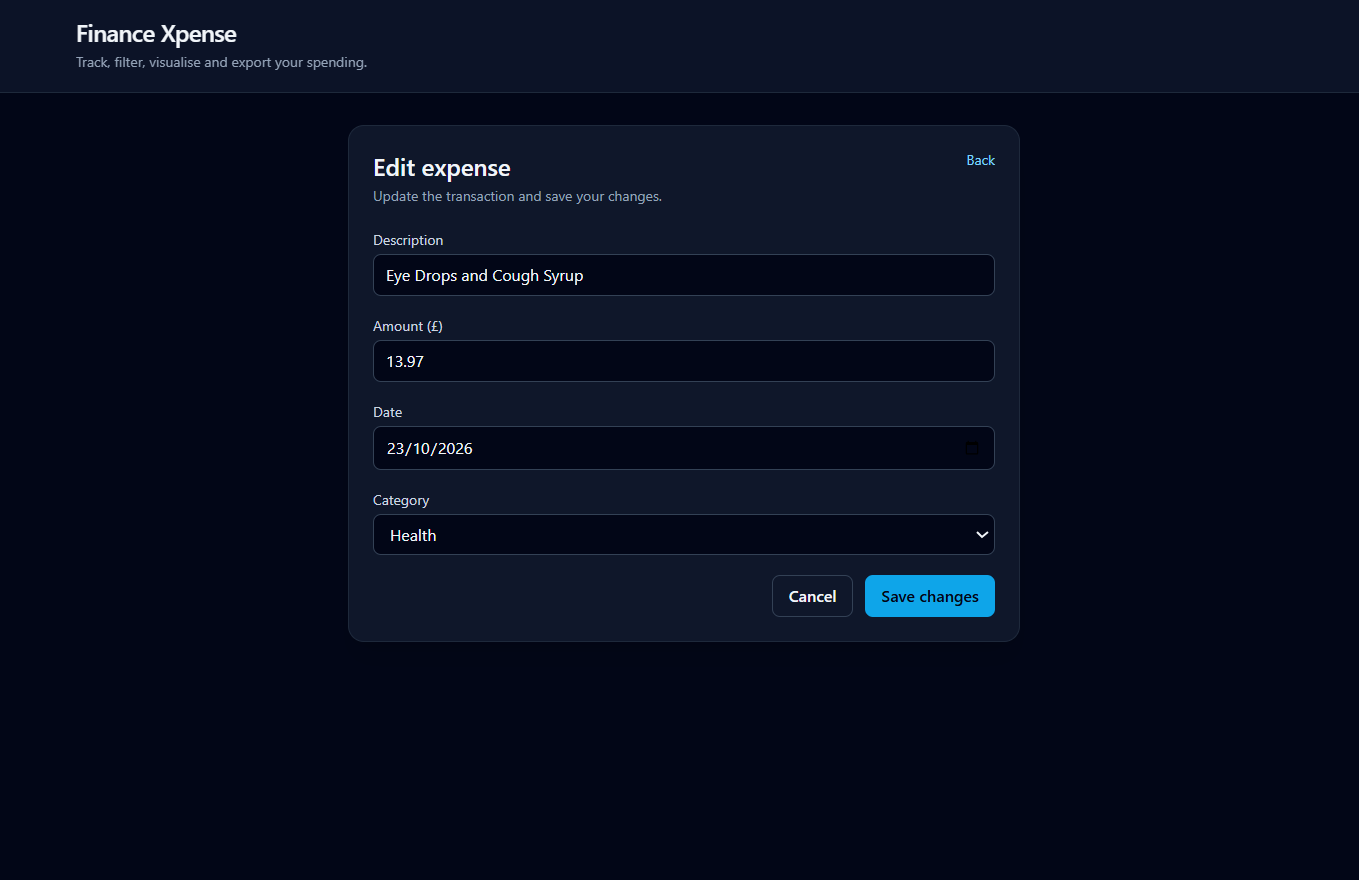 Finance Xpense
Track, filter, visualise and export your spending.
Edit expense
Back
Update the transaction and save your changes.
Description
Eye Drops and Cough Syrup
Amount (£)
13.97
Date
23/10/2026
Category
Health
Cancel
Save changes